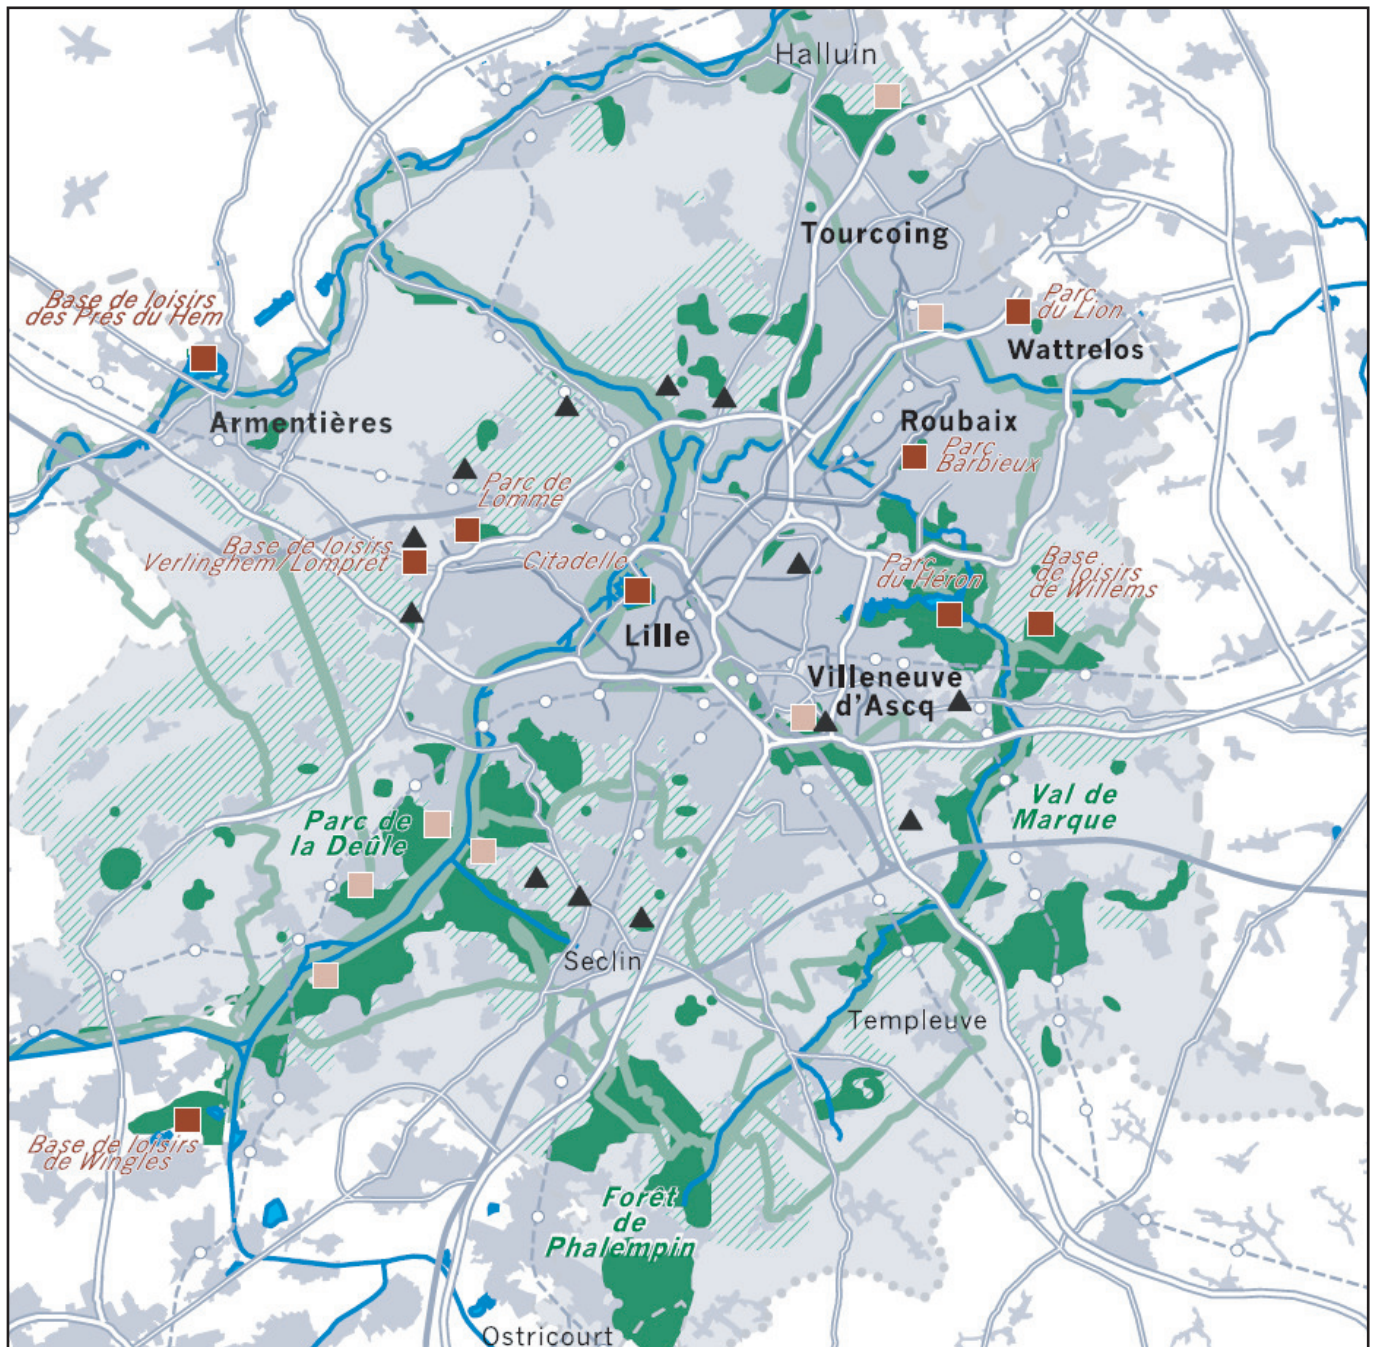 Halluin
Tourcoing
Base de loisirs
des Prés du Hem
Parc
du Lion
Wattrelos
Armentières
Roubaix
Parc
Barbieux
Parc de
Lomme
Base de loisirs
Verlinghem/Lompret
Citadelle
Parc
du Héron
Base
de loisirs
de Willems
Lille
Villeneuve
d'Ascq
Parc de
la Deûle
Val de
Marque
Seclin
Templeuve
Base de loisirs
de Wingles
Forêt
de
Phalempin
Ostricourt